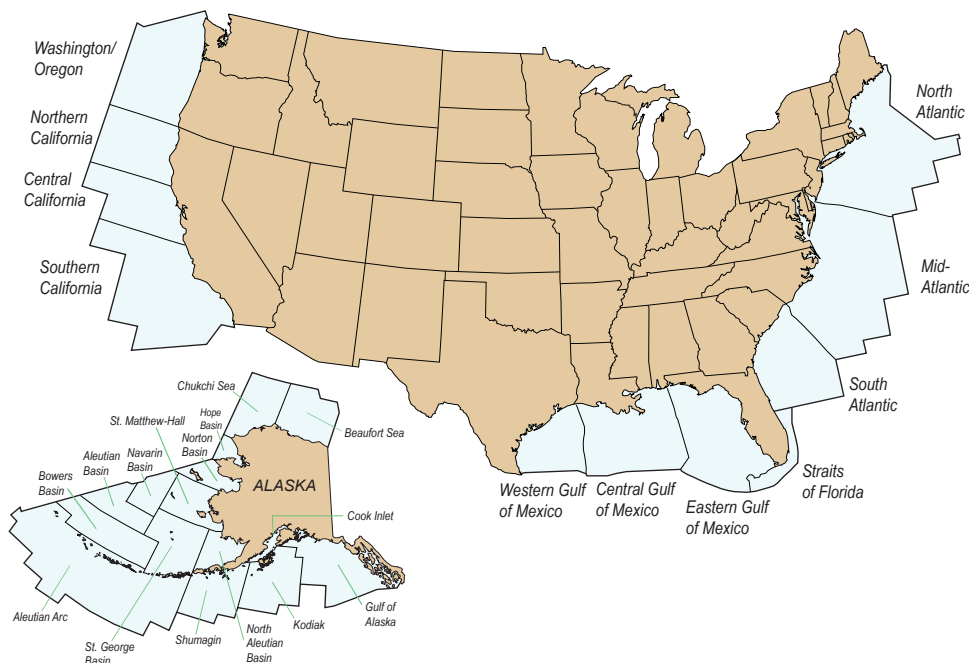 Washington/
Oregon
Northern
California
Central
California
Southern
California
North
Atlantic
Mid-
Atlantic
South
Atlantic
Straits
of Florida
Western Gulf
of Mexico
Central Gulf
of Mexico
Eastern Gulf
of Mexico
Chukchi Sea
Beaufort Sea
Hope
Basin
St. Matthew-Hall
Norton
Basin
Navarin
Basin
Aleutian
Basin
Bowers
Basin
ALASKA
Cook Inlet
Aleutian Arc
St. George
Basin
Shumagin
North
Aleutian
Basin
Kodiak
Gulf of
Alaska